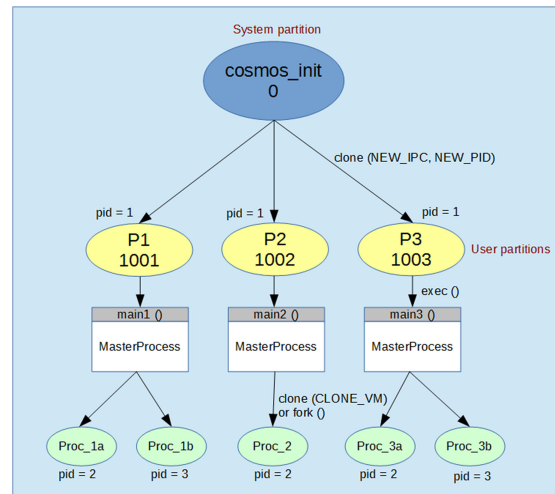 System partition
cosmos_init
0
clone (NEW_IPC, NEW_PID)
pid = 1
pid = 1
pid = 1
P1
1001
P2
1002
P3
1003
User partitions
exec ()
main1 ()
main2 ()
main3 ()
MasterProcess
MasterProcess
MasterProcess
clone (CLONE_VM)
or fork ()
Proc_1a
Proc_1b
Proc_2
Proc_3a
Proc_3b
pid = 2
pid = 3
pid = 2
pid = 2
pid = 3